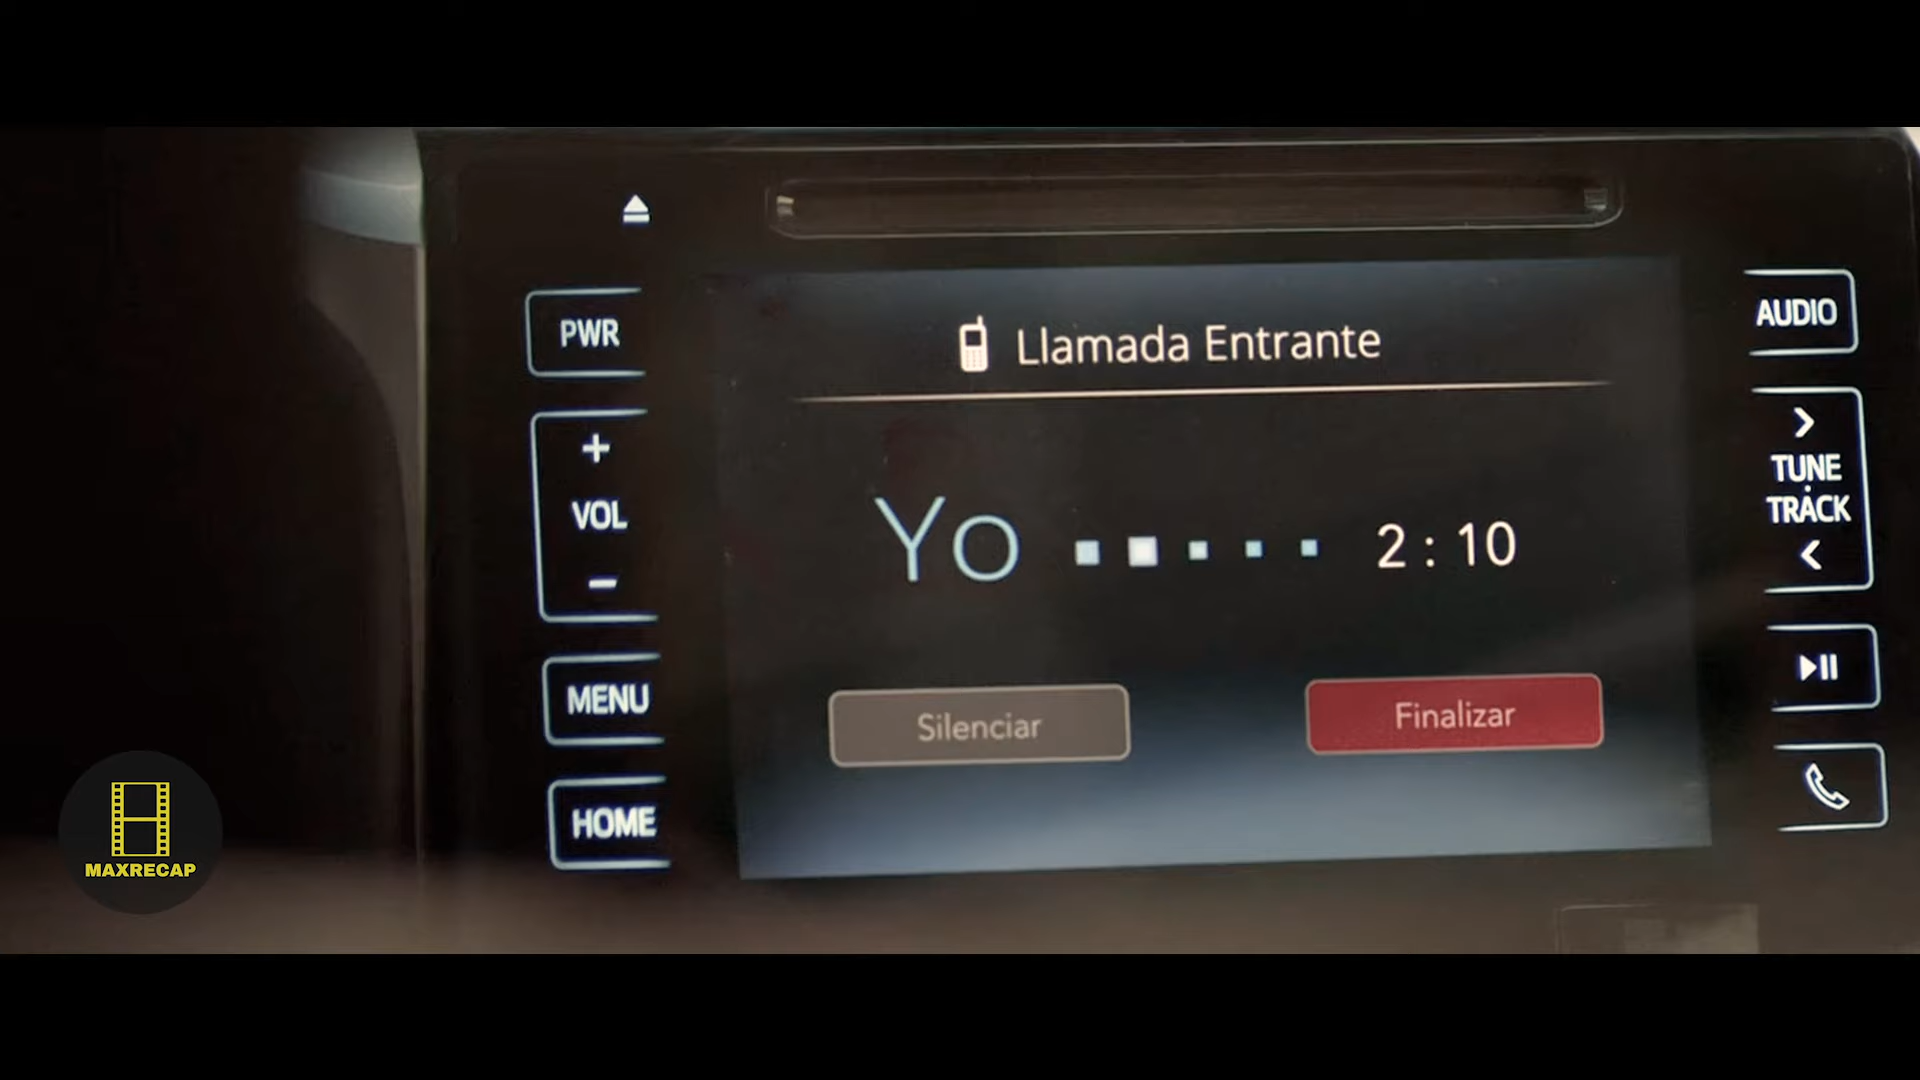 PWR
+
VOL
-
MENU
HOME
Llamada Entrante
Yo 2:10
Silenciar
Finalizar
AUDIO
>
TUNE
TRACK
<
MAXRECAP